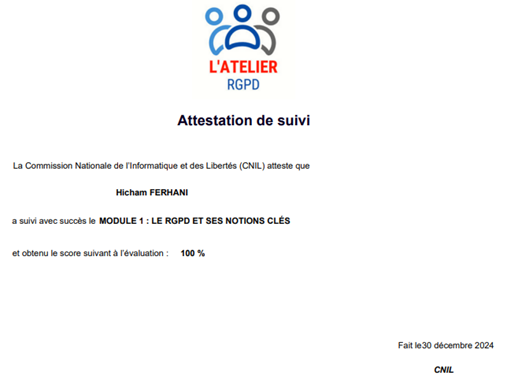 L'ATELIER
RGPD
Attestation de suivi
La Commission Nationale de l'Informatique et des Libertés (CNIL) atteste que
Hicham FERHANI
a suivi avec succès le MODULE 1 : LE RGPD ET SES NOTIONS CLÉS
et obtenu le score suivant à l'évaluation : 100 %
Fait le30 décembre 2024
CNIL